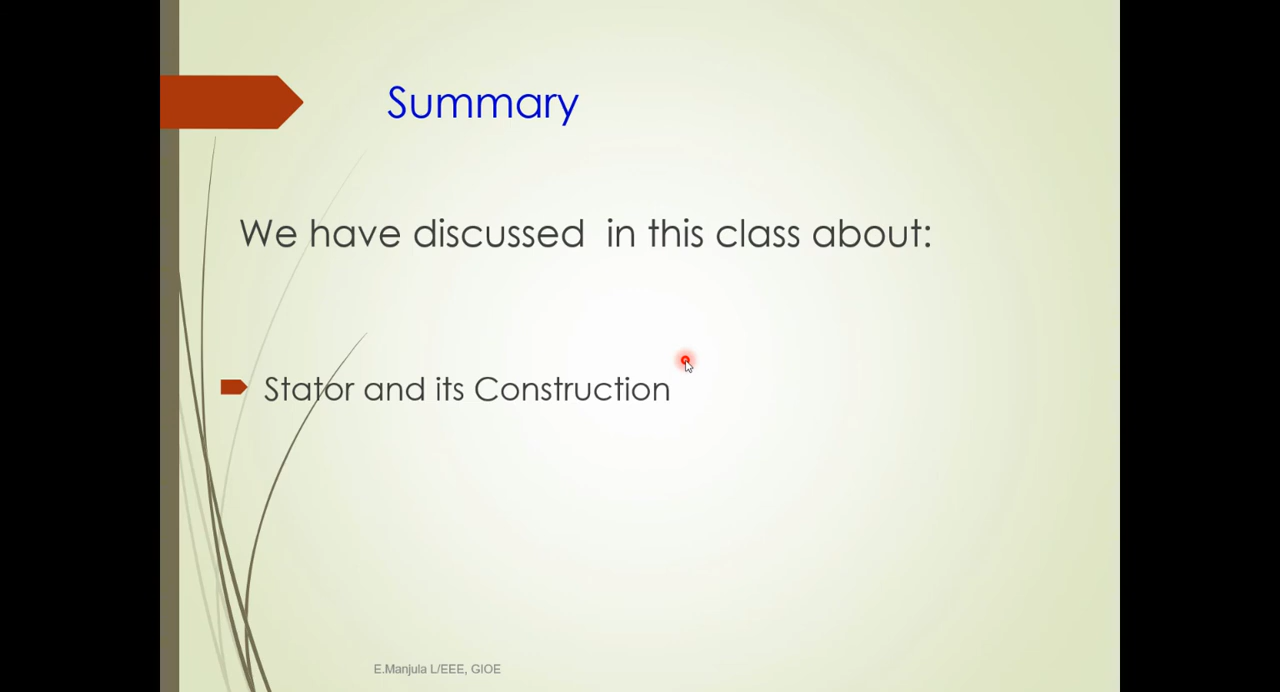 Summary
We have discussed in this class about:
Stator and its Construction
E.Manjula L/EEE, GIOE